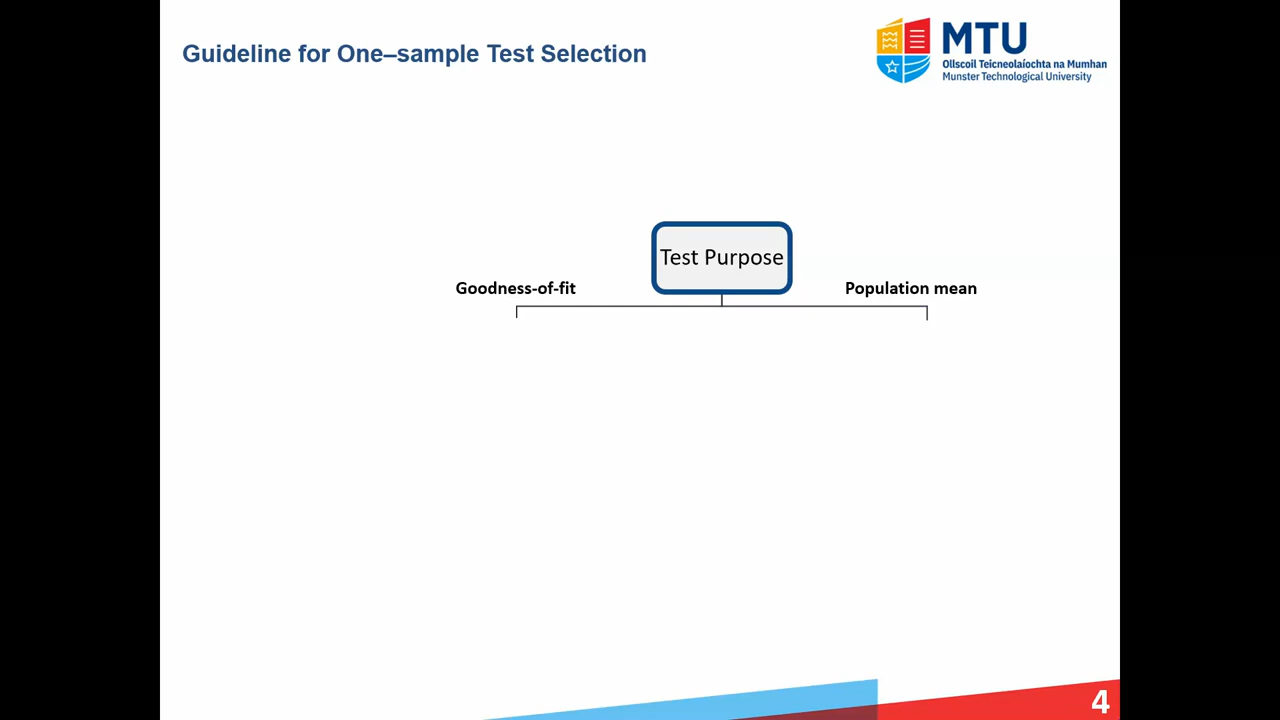 Guideline for One–sample Test Selection
MTU
Ollscoil Teicneolaíochta na Mumhan
Munster Technological University
Test Purpose
Goodness-of-fit
Population mean
4